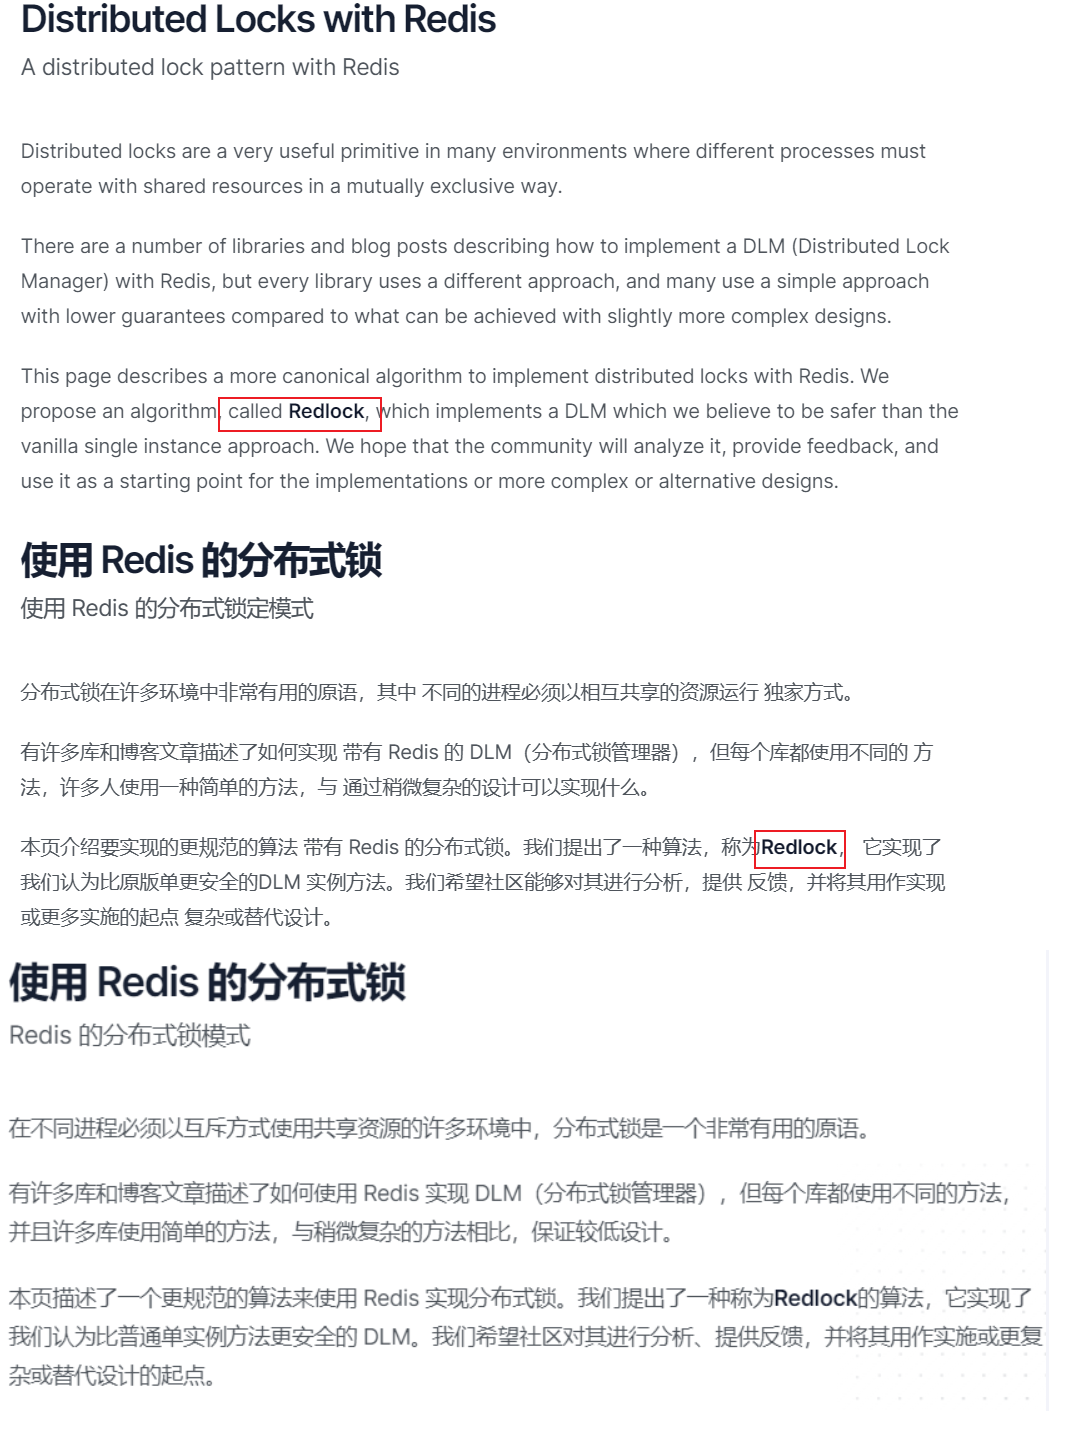 Distributed Locks with Redis
A distributed lock pattern with Redis
Distributed locks are a very useful primitive in many environments where different processes must
operate with shared resources in a mutually exclusive way.
There are a number of libraries and blog posts describing how to implement a DLM (Distributed Lock
Manager) with Redis, but every library uses a different approach, and many use a simple approach
with lower guarantees compared to what can be achieved with slightly more complex designs.
This page describes a more canonical algorithm to implement distributed locks with Redis. We
propose an algorithm, called Redlock, which implements a DLM which we believe to be safer than the
vanilla single instance approach. We hope that the community will analyze it, provide feedback, and
use it as a starting point for the implementations or more complex or alternative designs.
使用 Redis 的分布式锁
使用 Redis 的分布式锁定模式
分布式锁在许多环境中非常有用的原语，其中 不同的进程必须以相互共享的资源运行 独家方式。
有许多库和博客文章描述了如何实现 带有 Redis 的 DLM（分布式锁管理器），但每个库都使用不同的 方
法，许多人使用一种简单的方法，与 通过稍微复杂的设计可以实现什么。
本页介绍要实现的更规范的算法 带有 Redis 的分布式锁。我们提出了一种算法，称为Redlock， 它实现了
我们认为比原版单更安全的DLM 实例方法。我们希望社区能够对其进行分析，提供 反馈，并将其用作实现
或更多实施的起点 复杂或替代设计。
使用 Redis 的分布式锁
Redis 的分布式锁模式
在不同进程必须以互斥方式使用共享资源的许多环境中，分布式锁是一个非常有用的原语。
有许多库和博客文章描述了如何使用 Redis 实现 DLM（分布式锁管理器），但每个库都使用不同的方法，
并且许多库使用简单的方法，与稍微复杂的方法相比，保证较低设计。
本页描述了一个更规范的算法来使用 Redis 实现分布式锁。我们提出了一种称为Redlock的算法，它实现了
我们认为比普通单实例方法更安全的 DLM。我们希望社区对其进行分析、提供反馈，并将其用作实施或更复
杂或替代设计的起点。